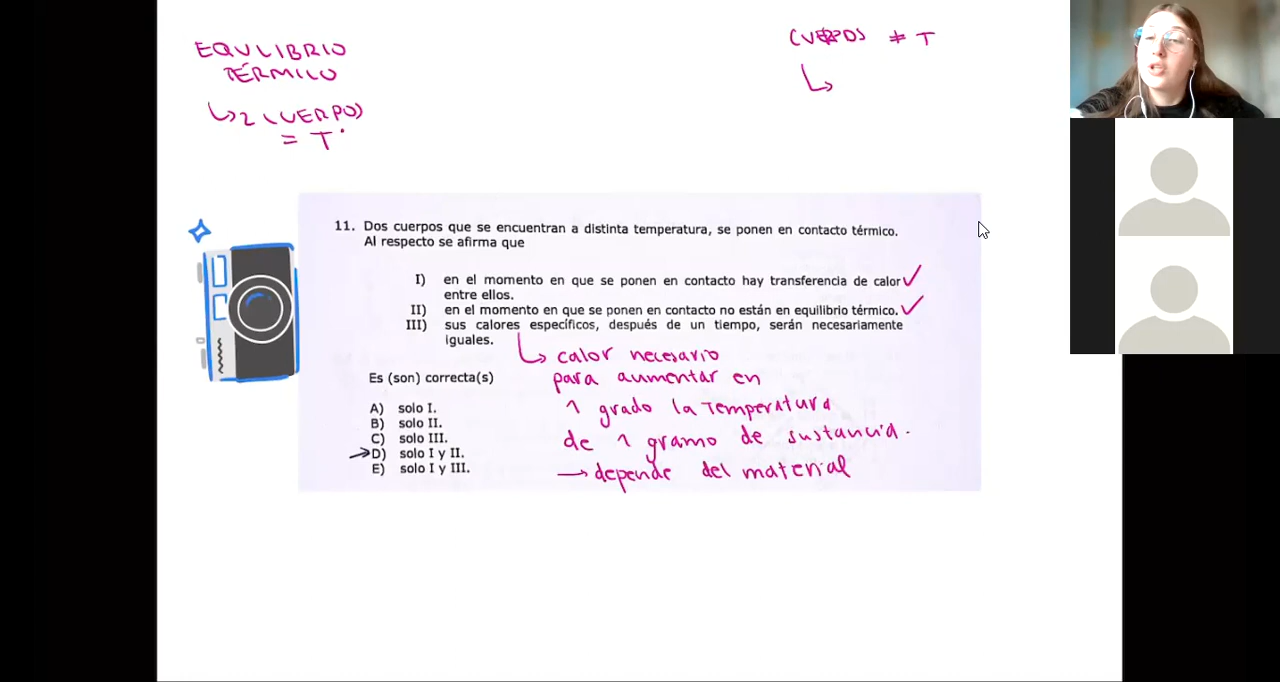 EQULIBRIO
TÉRMICO
↳ 2 CUERPOS
= T°
CUERPOS ≠ T
↳
11. Dos cuerpos que se encuentran a distinta temperatura, se ponen en contacto térmico.
Al respecto se afirma que
I) en el momento en que se ponen en contacto hay transferencia de calor ✓
entre ellos.
II) en el momento en que se ponen en contacto no están en equilibrio térmico. ✓
III) sus calores específicos, después de un tiempo, serán necesariamente
iguales.
↳ calor necesario
para aumentar en
1 grado la Temperatura
de 1 gramo de sustancia.
→ depende del material
Es (son) correcta(s)
A) solo I.
B) solo II.
C) solo III.
→ D) solo I y II.
E) solo I y III.